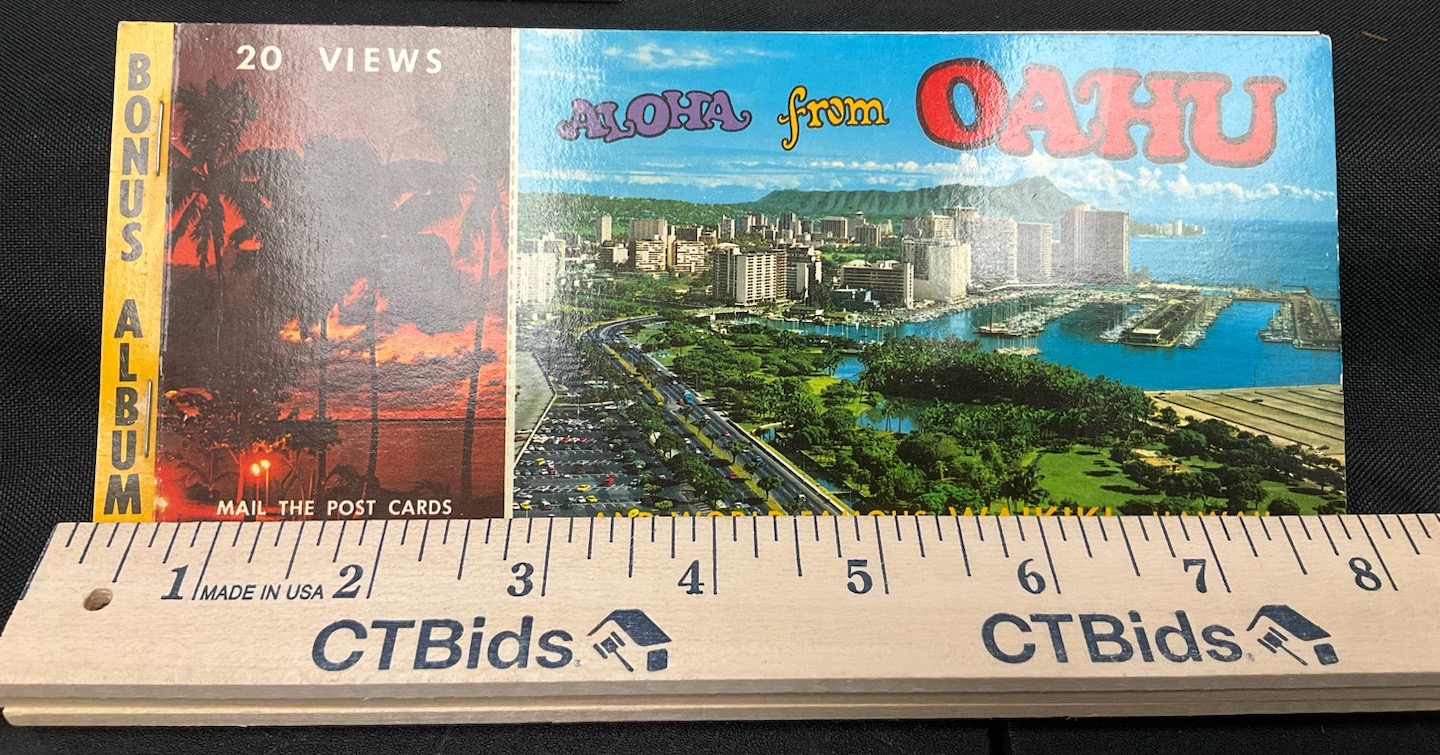 BONUS ALBUM
20 VIEWS
MAIL THE POST CARDS
ALOHA from OAHU
WAIKIKI
1 2 3 4 5 6 7 8
MADE IN USA
CTBids
CTBids